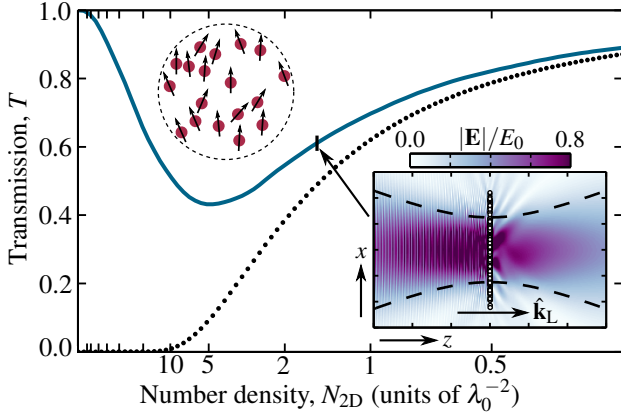 Transmission, T
1.0
0.8
0.6
0.4
0.2
0.0
|E|/E₀
0.0 0.8
x
k̂_L
z
10 5 2 1 0.5
Number density, N₂D (units of λ₀⁻²)